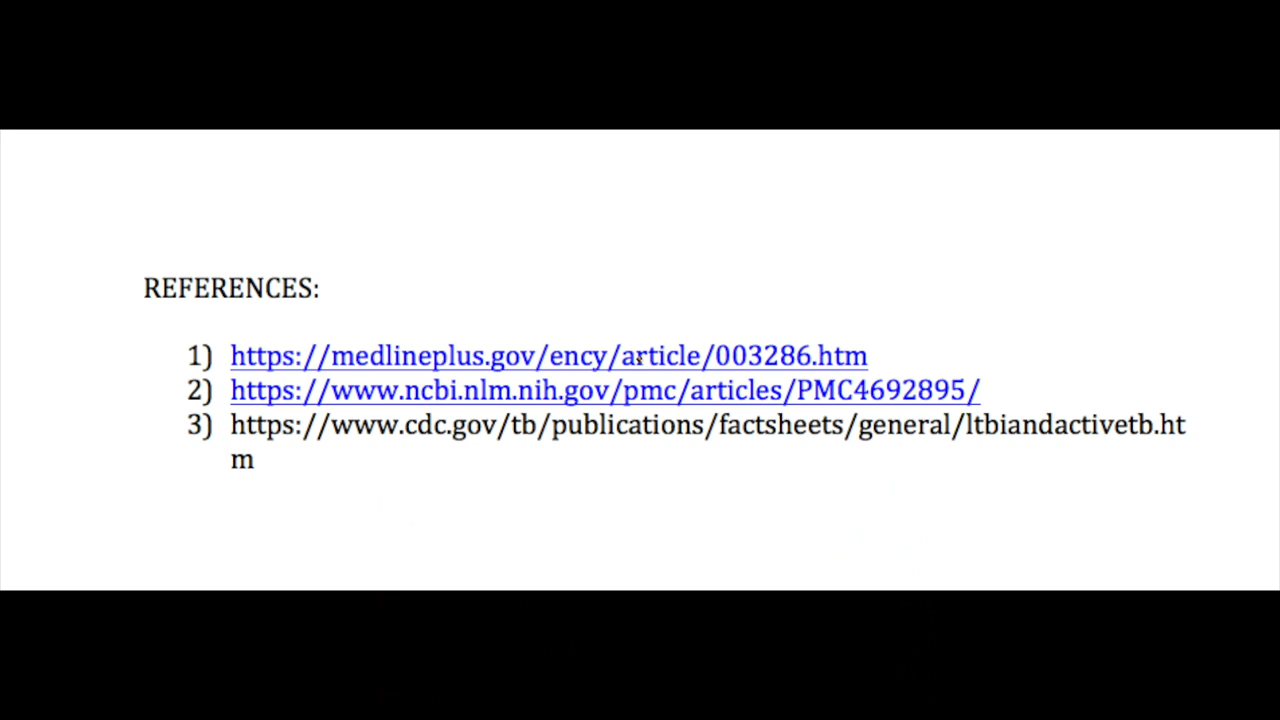 REFERENCES:
1) https://medlineplus.gov/ency/article/003286.htm
2) https://www.ncbi.nlm.nih.gov/pmc/articles/PMC4692895/
3) https://www.cdc.gov/tb/publications/factsheets/general/ltbiandactivetb.ht
m